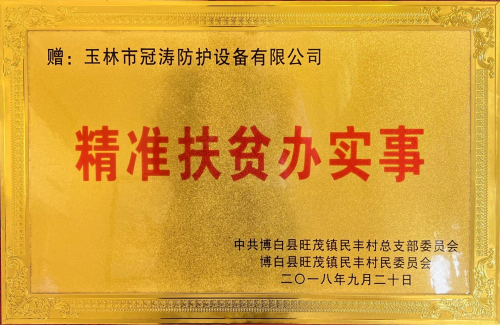 赠：玉林市冠涛防护设备有限公司
精准扶贫办实事
中共博白县旺茂镇民丰村总支部委员会
博白县旺茂镇民丰村民委员会
二〇一八年九月二十日